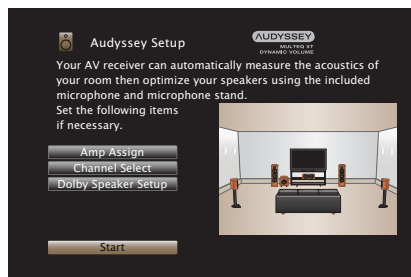 Audyssey Setup
AUDYSSEY
MULTEQ XT
DYNAMIC VOLUME
Your AV receiver can automatically measure the acoustics of
your room then optimize your speakers using the included
microphone and microphone stand.
Set the following items
if necessary.
Amp Assign
Channel Select
Dolby Speaker Setup
Start